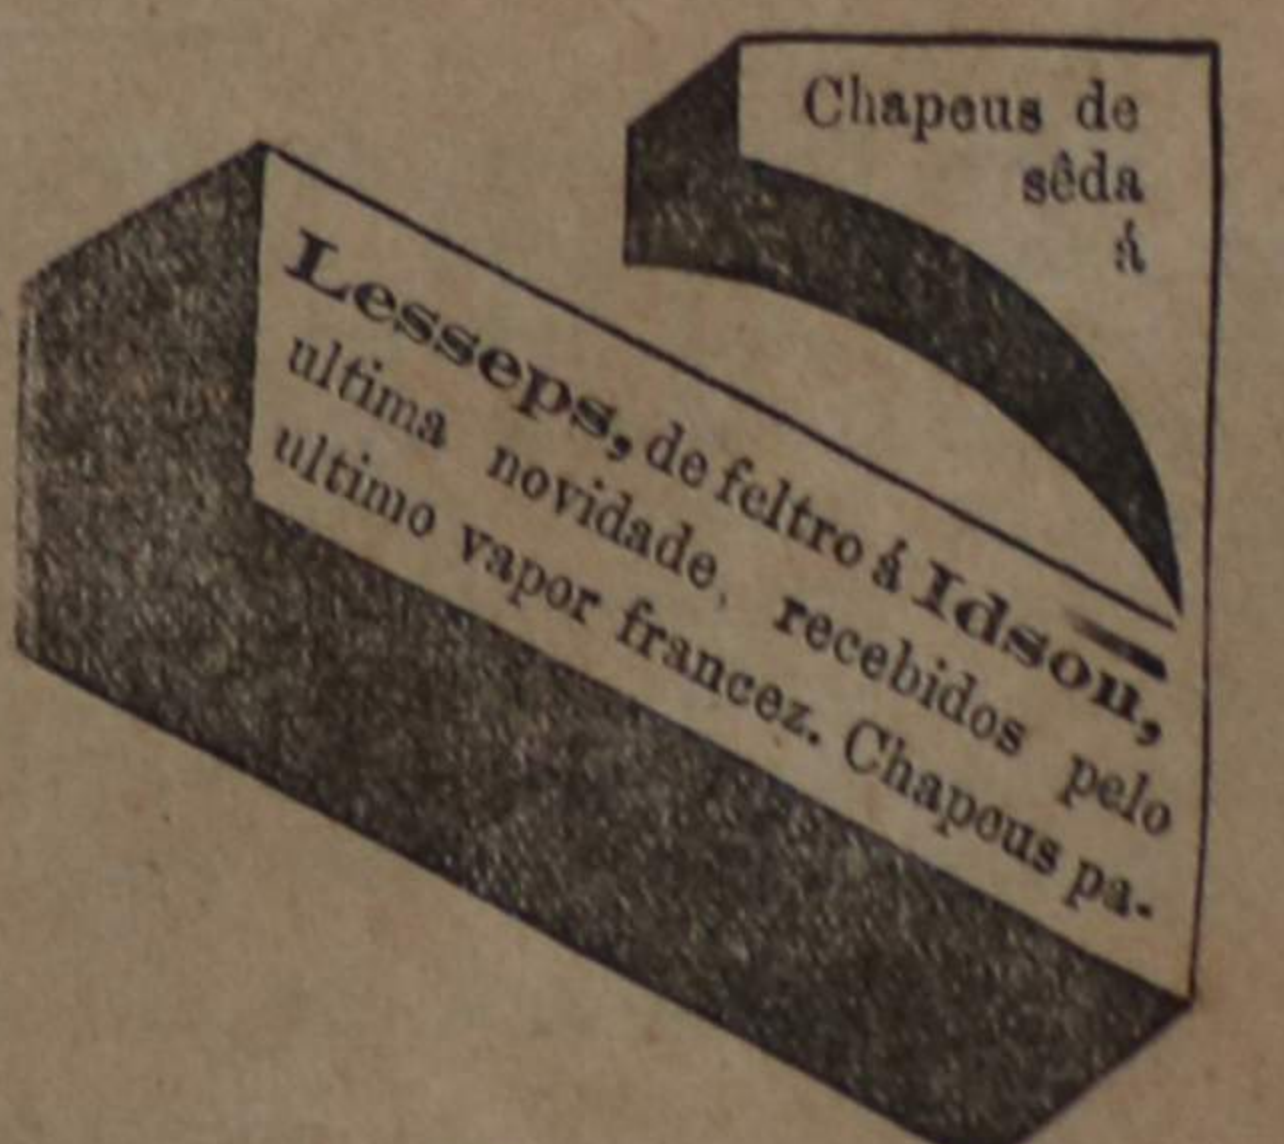 Chapeus de
sêda
á
Lesseps, de feltro á Idson,
ultima novidade, recebidos pelo
ultimo vapor francez. Chapeus pa-